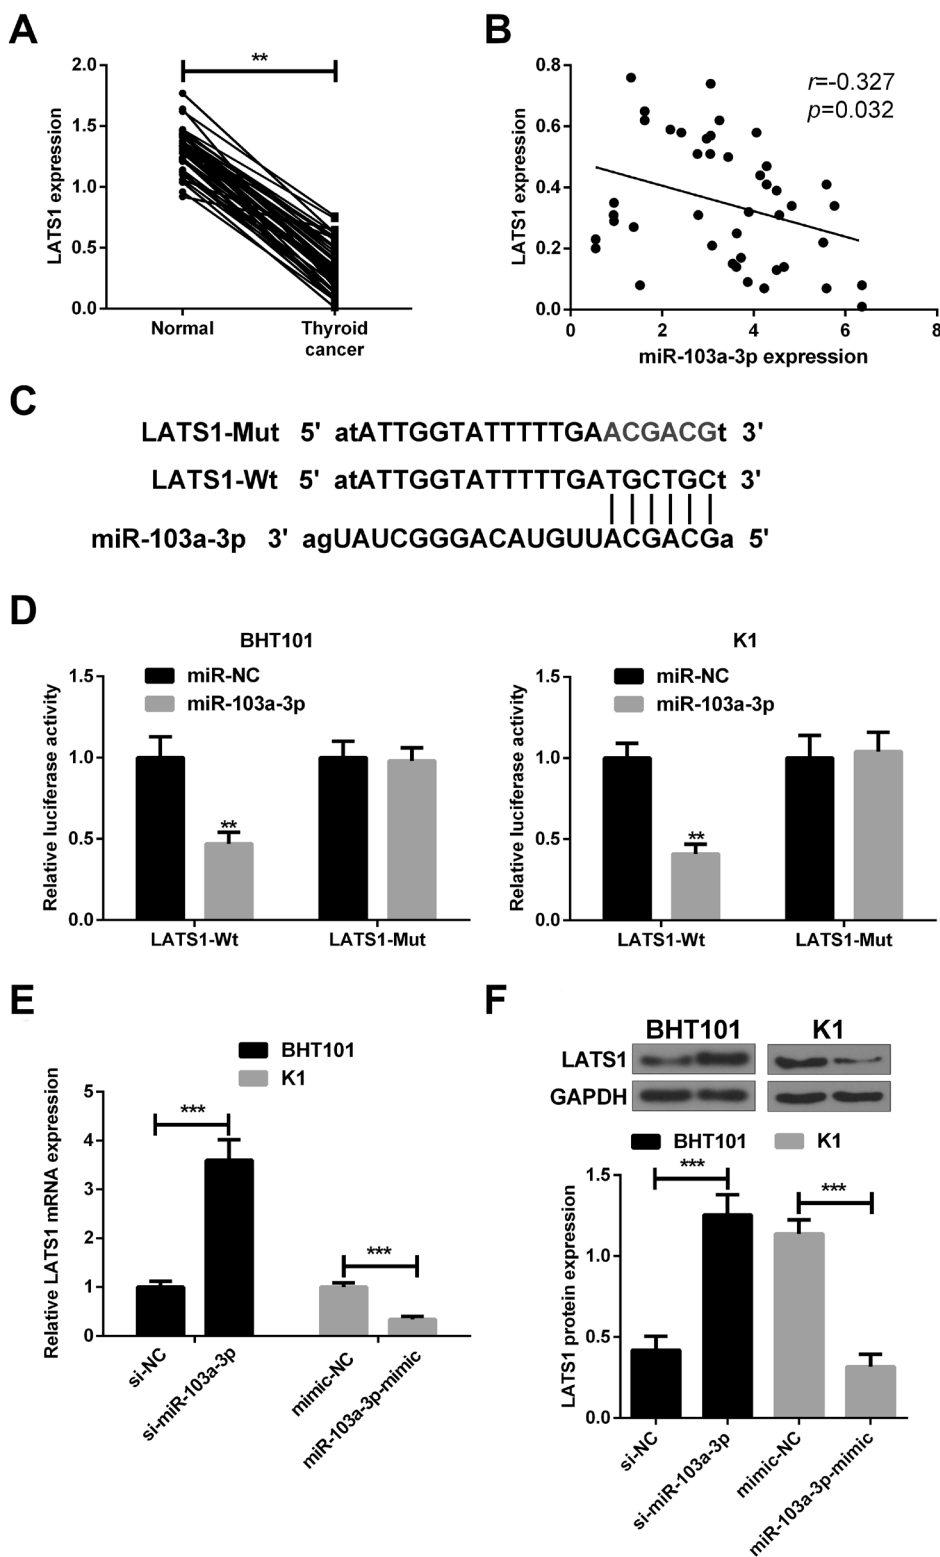 A
LATS1 expression
2.0
1.5
1.0
0.5
0.0
**
Normal
Thyroid
cancer
B
LATS1 expression
0.8
0.6
0.4
0.2
0.0
r=-0.327
p=0.032
0 2 4 6 8
miR-103a-3p expression
C
LATS1-Mut 5' atATTGGTATTTTTGAACGACGt 3'
LATS1-Wt 5' atATTGGTATTTTTGATGCTGCt 3'
miR-103a-3p 3' agUAUCGGGACAUGUUACGACGa 5'
D
BHT101
miR-NC
miR-103a-3p
Relative luciferase activity
1.5
1.0
0.5
0.0
**
LATS1-Wt LATS1-Mut
K1
miR-NC
miR-103a-3p
Relative luciferase activity
1.5
1.0
0.5
0.0
**
LATS1-Wt LATS1-Mut
E
BHT101
K1
Relative LATS1 mRNA expression
5
4
3
2
1
0
***
***
si-NC
si-miR-103a-3p
mimic-NC
miR-103a-3p-mimic
F
BHT101 K1
LATS1
GAPDH
BHT101 K1
LATS1 protein expression
1.5
1.0
0.5
0.0
***
***
si-NC
si-miR-103a-3p
mimic-NC
miR-103a-3p-mimic